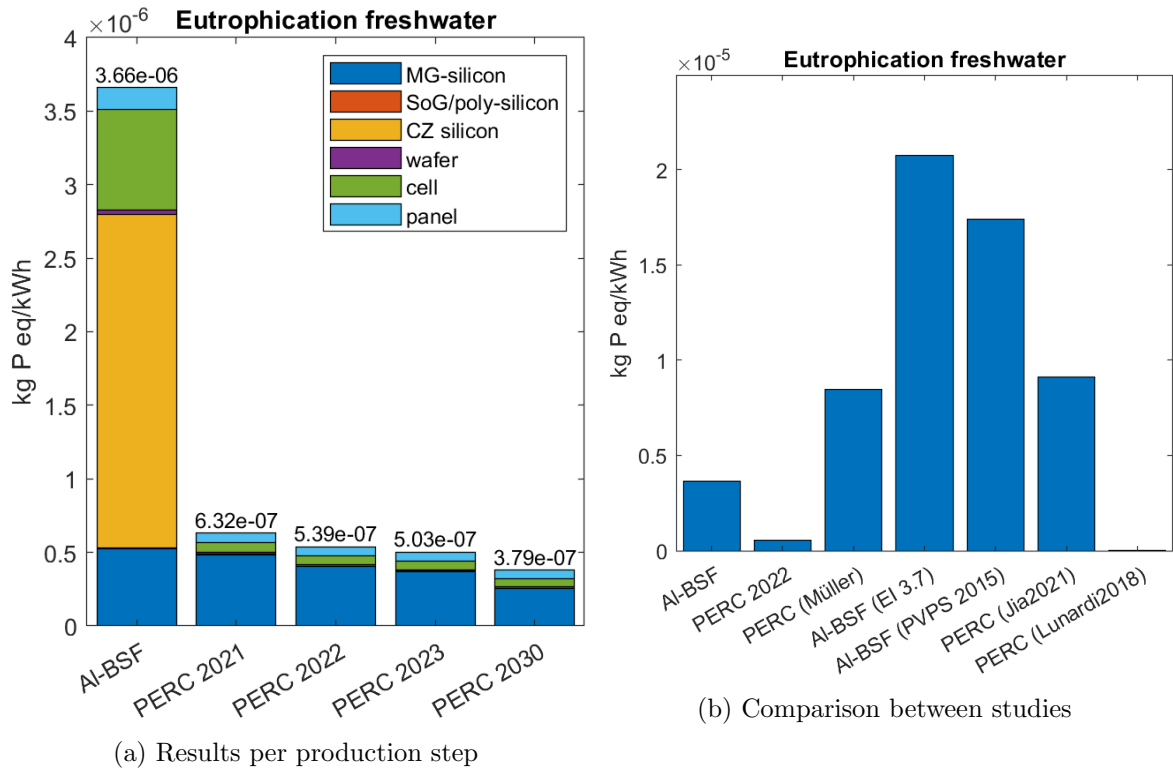 ×10-6
Eutrophication freshwater
4
3.5
3
2.5
2
1.5
1
0.5
0
kg P eq/kWh
3.66e-06
6.32e-07
5.39e-07
5.03e-07
3.79e-07
MG-silicon
SoG/poly-silicon
CZ silicon
wafer
cell
panel
Al-BSF
PERC 2021
PERC 2022
PERC 2023
PERC 2030
(a) Results per production step
×10-5
Eutrophication freshwater
2
1.5
1
0.5
0
kg P eq/kWh
Al-BSF
PERC 2022
PERC (Müller)
Al-BSF (EI 3.7)
Al-BSF (PVPS 2015)
PERC (Jia2021)
PERC (Lunardi2018)
(b) Comparison between studies